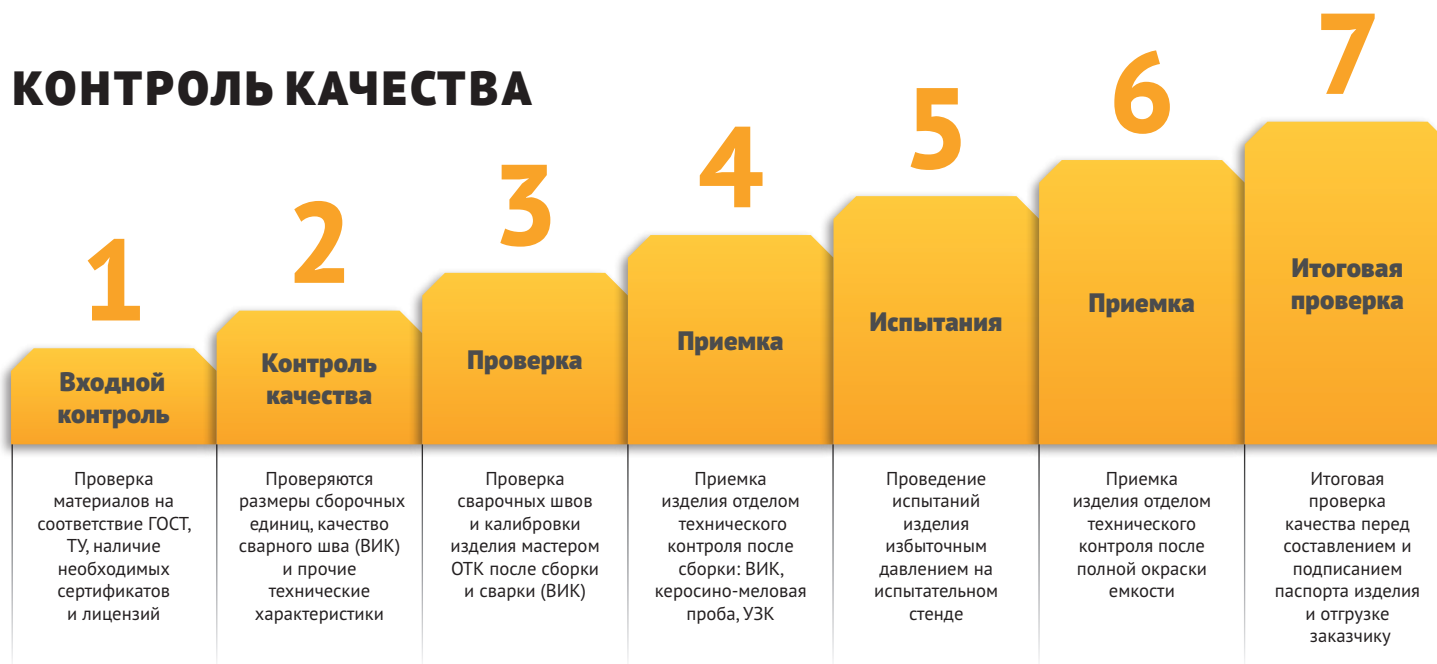 КОНТРОЛЬ КАЧЕСТВА
1
Входной
контроль
Проверка
материалов на
соответствие ГОСТ,
ТУ, наличие
необходимых
сертификатов
и лицензий
2
Контроль
качества
Проверяются
размеры сборочных
единиц, качество
сварного шва (ВИК)
и прочие
технические
характеристики
3
Проверка
Проверка
сварочных швов
и калибровки
изделия мастером
ОТК после сборки
и сварки (ВИК)
4
Приемка
Приемка
изделия отделом
технического
контроля после
сборки: ВИК,
керосино-меловая
проба, УЗК
5
Испытания
Проведение
испытаний
изделия
избыточным
давлением на
испытательном
стенде
6
Приемка
Приемка
изделия отделом
технического
контроля после
полной окраски
емкости
7
Итоговая
проверка
Итоговая
проверка
качества перед
составлением и
подписанием
паспорта изделия
и отгрузке
заказчику